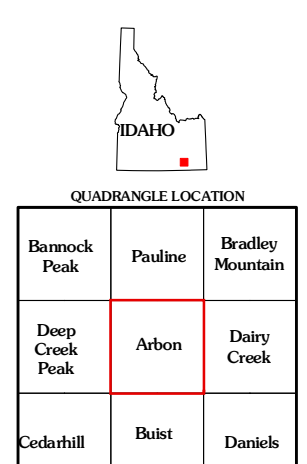 IDAHO
QUADRANGLE LOCATION
Bannock
Peak
Pauline
Bradley
Mountain
Deep
Creek
Peak
Arbon
Dairy
Creek
Cedarhill
Buist
Daniels